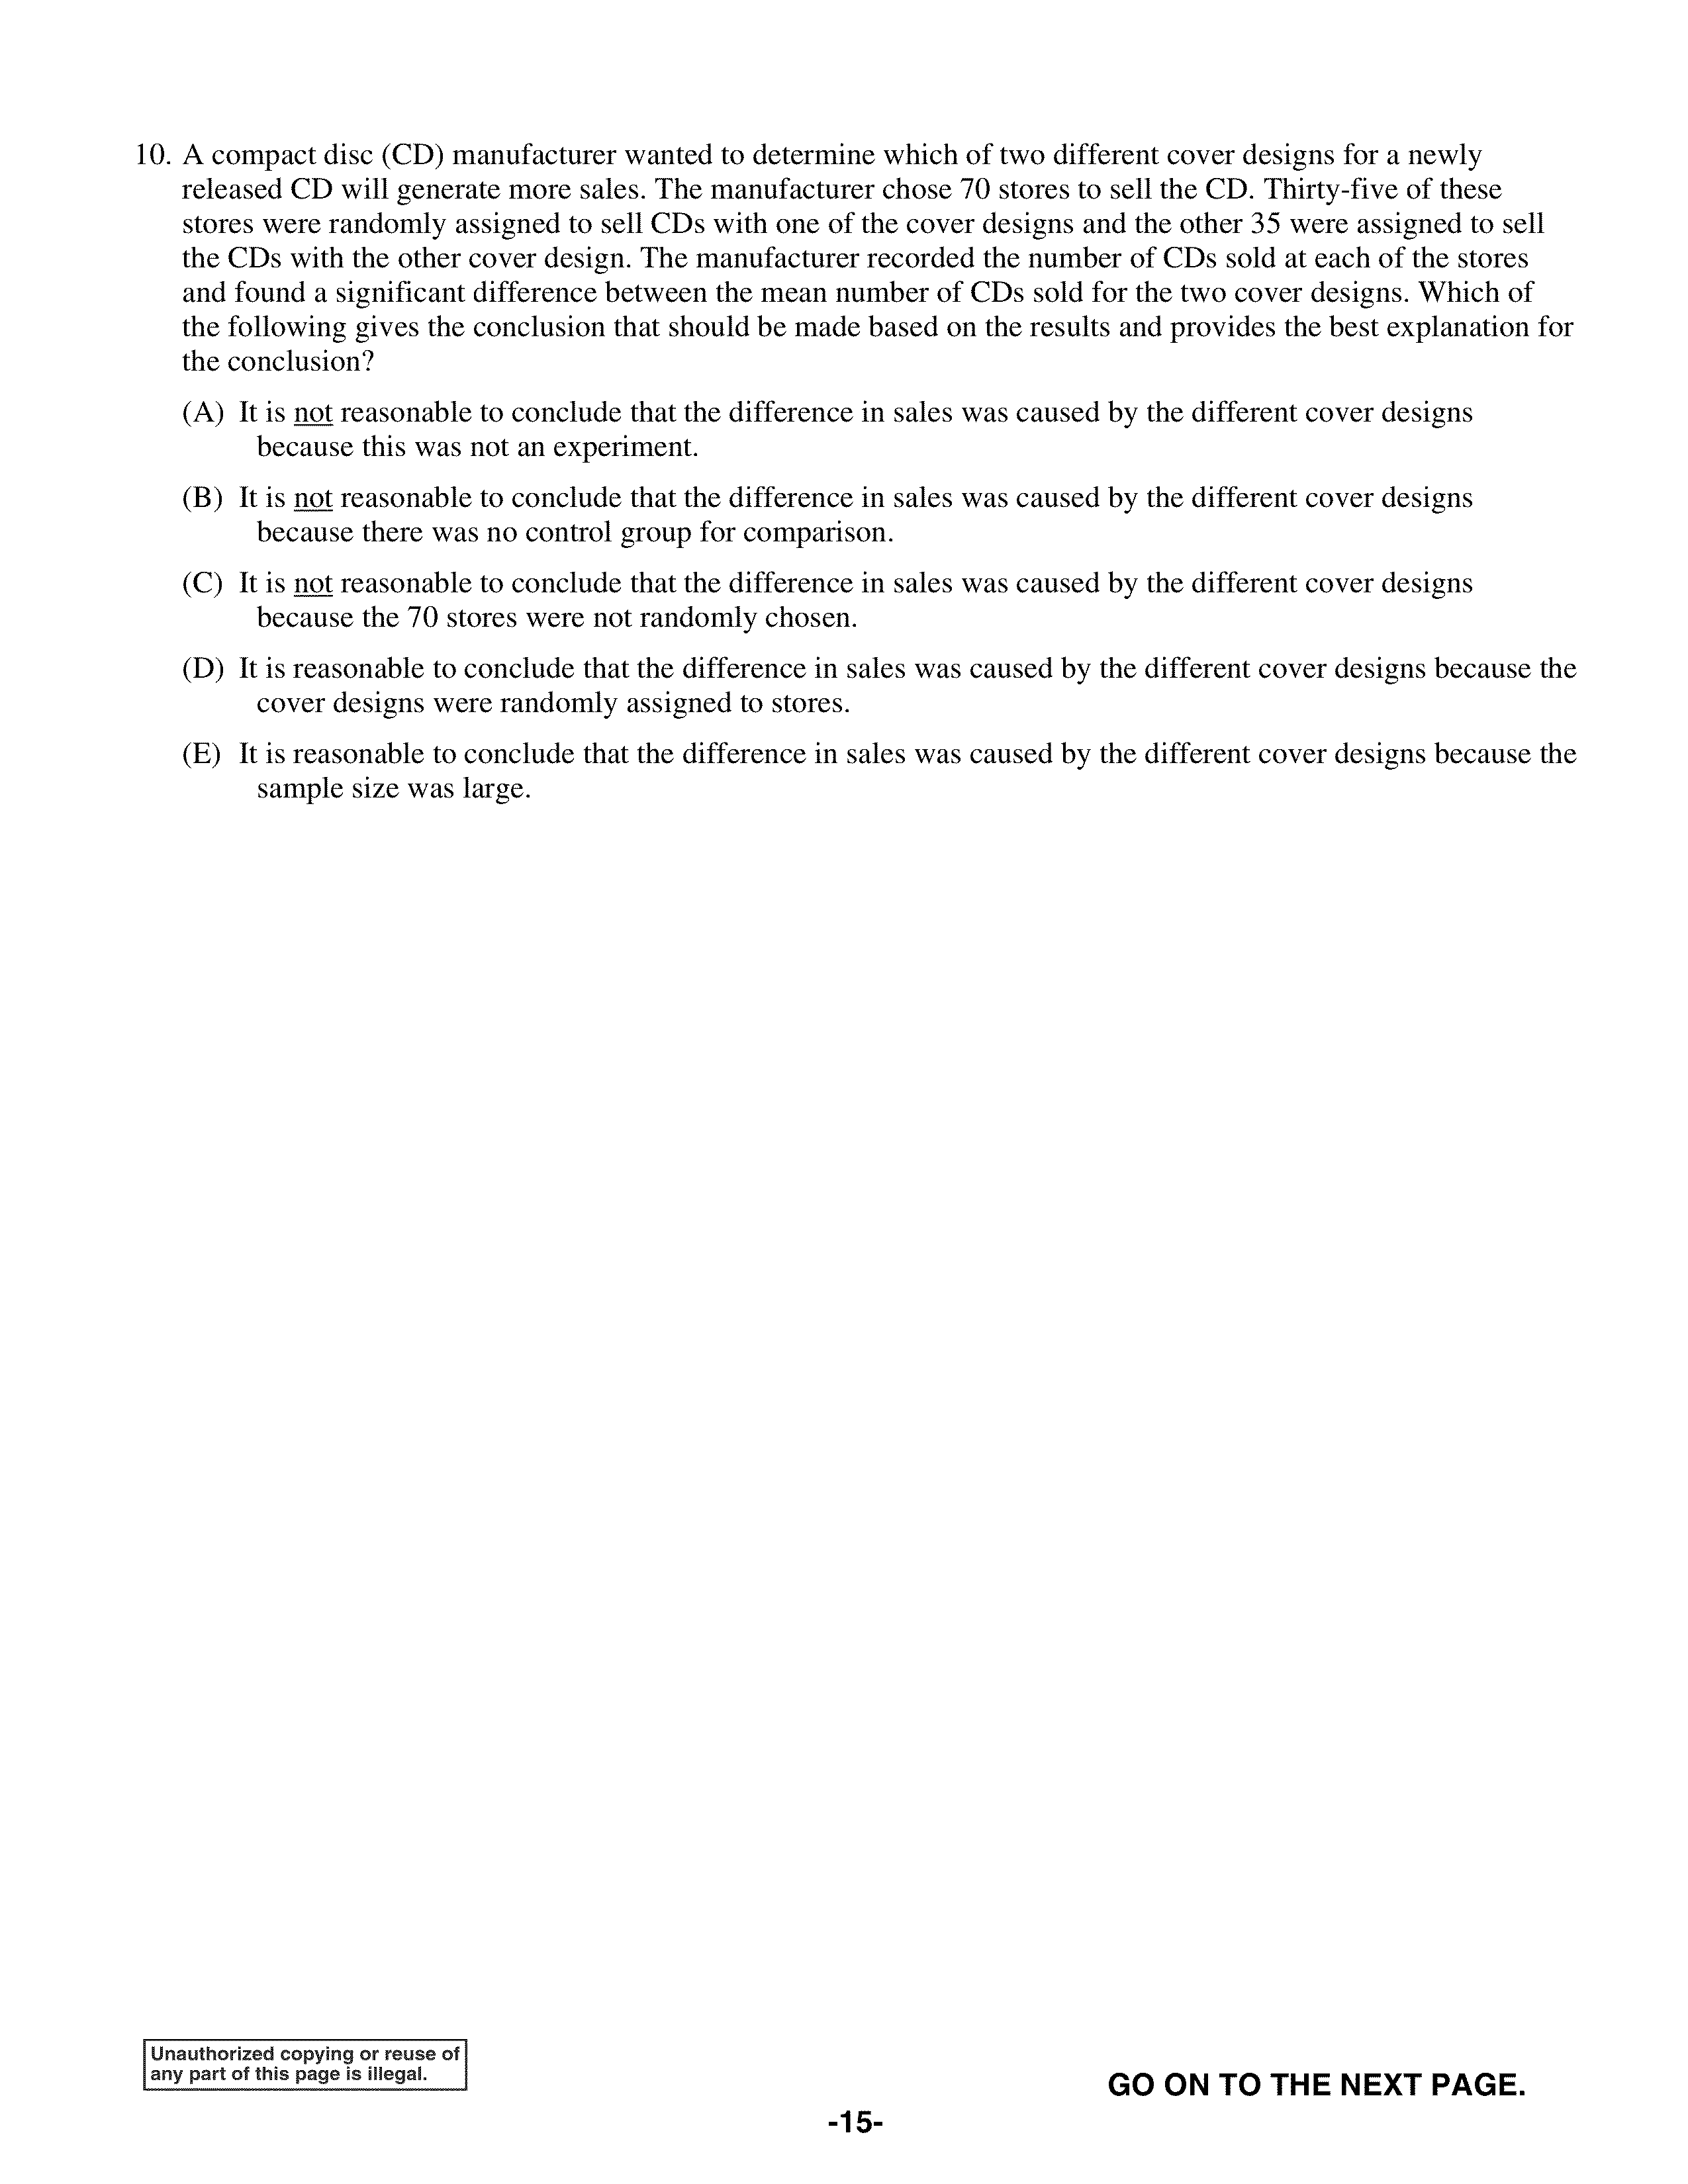 10. A compact disc (CD) manufacturer wanted to determine which of two different cover designs for a newly
released CD will generate more sales. The manufacturer chose 70 stores to sell the CD. Thirty-five of these
stores were randomly assigned to sell CDs with one of the cover designs and the other 35 were assigned to sell
the CDs with the other cover design. The manufacturer recorded the number of CDs sold at each of the stores
and found a significant difference between the mean number of CDs sold for the two cover designs. Which of
the following gives the conclusion that should be made based on the results and provides the best explanation for
the conclusion?
(A) It is not reasonable to conclude that the difference in sales was caused by the different cover designs
because this was not an experiment.
(B) It is not reasonable to conclude that the difference in sales was caused by the different cover designs
because there was no control group for comparison.
(C) It is not reasonable to conclude that the difference in sales was caused by the different cover designs
because the 70 stores were not randomly chosen.
(D) It is reasonable to conclude that the difference in sales was caused by the different cover designs because the
cover designs were randomly assigned to stores.
(E) It is reasonable to conclude that the difference in sales was caused by the different cover designs because the
sample size was large.
Unauthorized copying or reuse of
any part of this page is illegal.
GO ON TO THE NEXT PAGE.
-15-